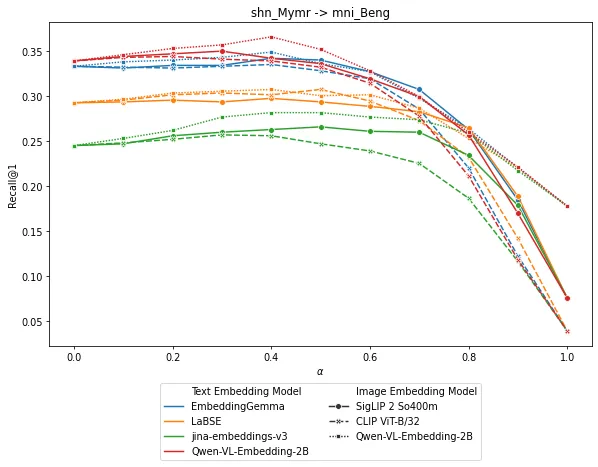 shn_Mymr -> mni_Beng
Recall@1
0.35
0.30
0.25
0.20
0.15
0.10
0.05
0.0 0.2 0.4 0.6 0.8 1.0
α
Text Embedding Model
EmbeddingGemma
LaBSE
jina-embeddings-v3
Qwen-VL-Embedding-2B
Image Embedding Model
SigLIP 2 So400m
CLIP ViT-B/32
Qwen-VL-Embedding-2B